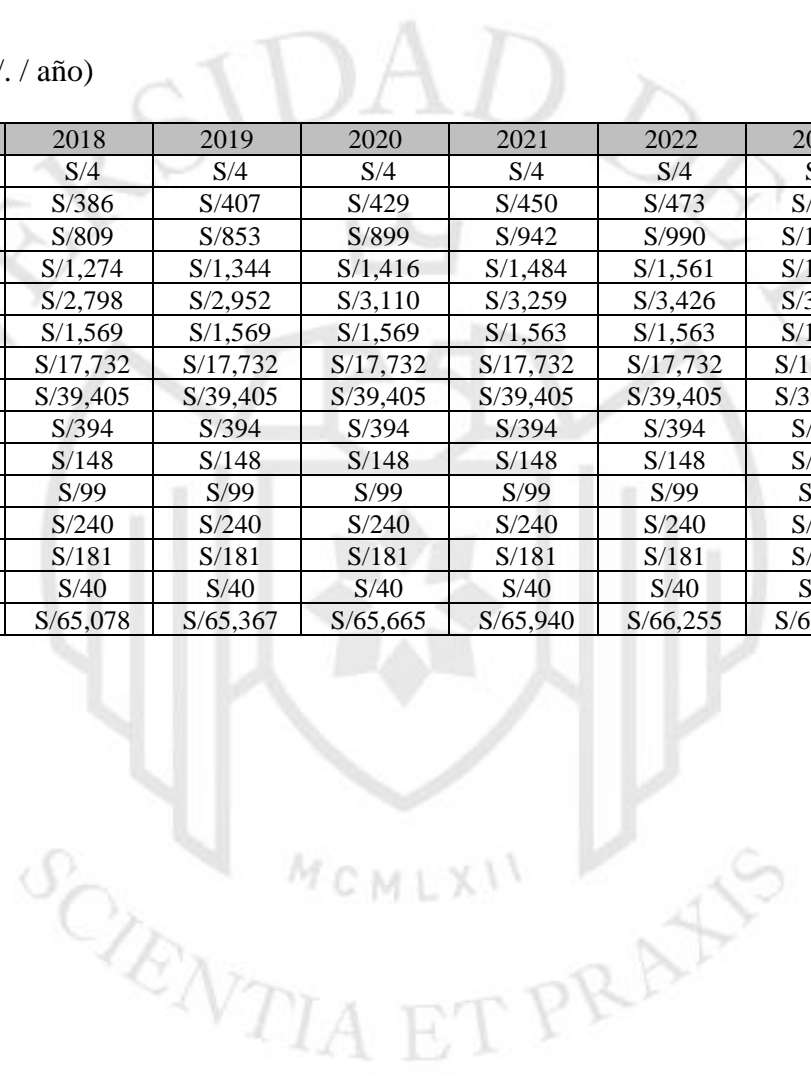 /. / año)
2018 2019 2020 2021 2022
S/4 S/4 S/4 S/4 S/4
S/386 S/407 S/429 S/450 S/473
S/809 S/853 S/899 S/942 S/990
S/1,274 S/1,344 S/1,416 S/1,484 S/1,561
S/2,798 S/2,952 S/3,110 S/3,259 S/3,426
S/1,569 S/1,569 S/1,569 S/1,563 S/1,563
S/17,732 S/17,732 S/17,732 S/17,732 S/17,732
S/39,405 S/39,405 S/39,405 S/39,405 S/39,405
S/394 S/394 S/394 S/394 S/394
S/148 S/148 S/148 S/148 S/148
S/99 S/99 S/99 S/99 S/99
S/240 S/240 S/240 S/240 S/240
S/181 S/181 S/181 S/181 S/181
S/40 S/40 S/40 S/40 S/40
S/65,078 S/65,367 S/65,665 S/65,940 S/66,255
MCMLXII
SCIENTIA ET PRAXIS